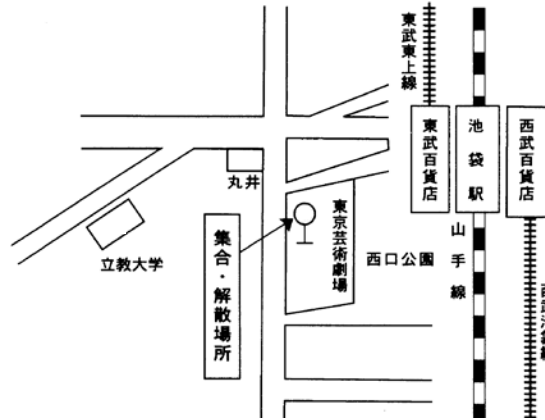 東武東上線
東武百貨店
池袋駅
西武百貨店
丸井
東京芸術劇場
西口公園
山手線
立教大学
集合・解散場所